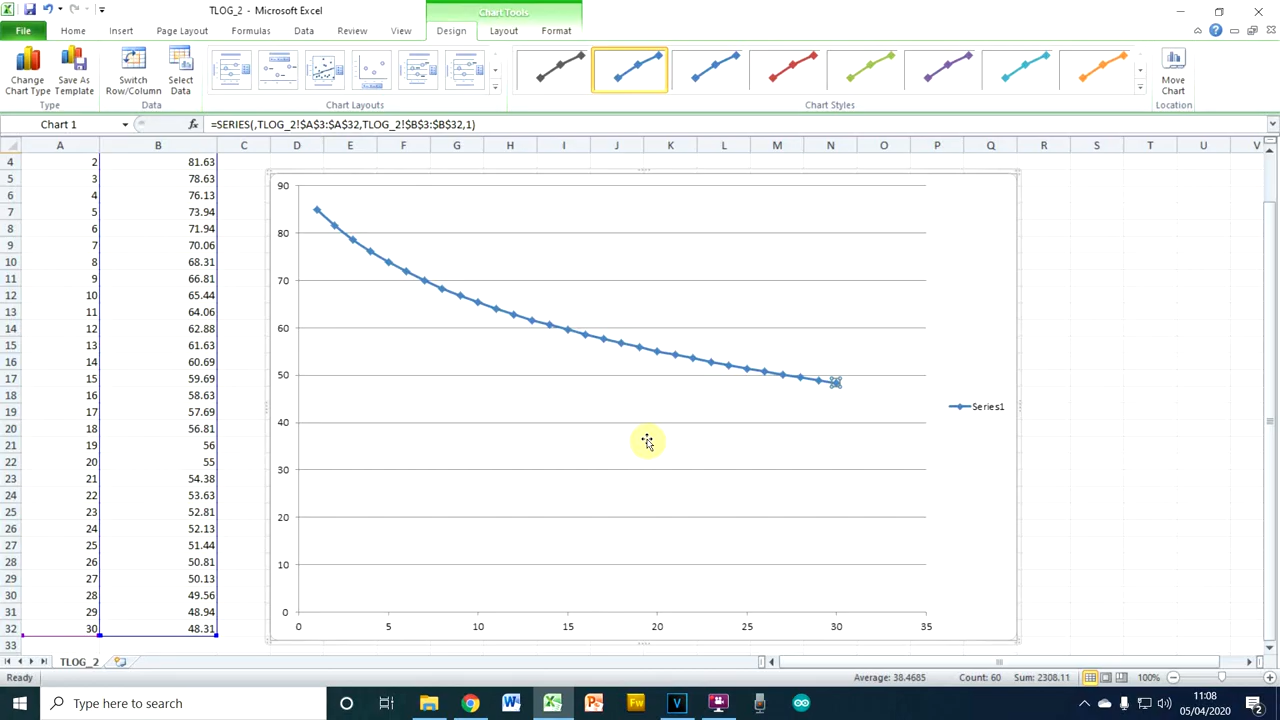 TLOG_2 - Microsoft Excel
Chart Tools
File Home Insert Page Layout Formulas Data Review View Design Layout Format
Change Chart Type
Save As Template
Switch Row/Column
Select Data
Move Chart
Type Data Chart Layouts Chart Styles Location
Chart 1 fx =SERIES(,TLOG_2!$A$3:$A$32,TLOG_2!$B$3:$B$32,1)
A B C D E F G H I J K L M N O P Q R S T U V
4 2 81.63
5 3 78.63
6 4 76.13
7 5 73.94
8 6 71.94
9 7 70.06
10 8 68.31
11 9 66.81
12 10 65.44
13 11 64.06
14 12 62.88
15 13 61.63
16 14 60.69
17 15 59.69
18 16 58.63
19 17 57.69
20 18 56.81
21 19 56
22 20 55
23 21 54.38
24 22 53.63
25 23 52.81
26 24 52.13
27 25 51.44
28 26 50.81
29 27 50.13
30 28 49.56
31 29 48.94
32 30 48.31
33
90
80
70
60
50
40
30
20
10
0
0 5 10 15 20 25 30 35
Series1
TLOG_2
Ready Average: 38.4685 Count: 60 Sum: 2308.11 100%
Type here to search
11:08
05/04/2020
2